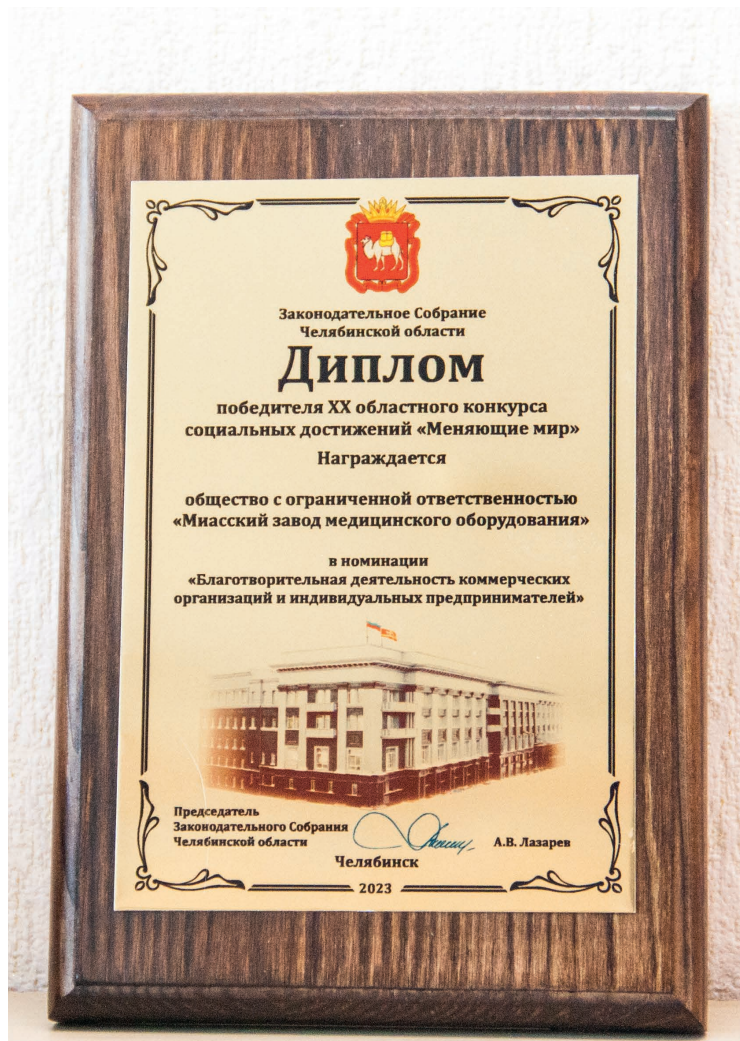 Законодательное Собрание
Челябинской области
Диплом
победителя XX областного конкурса
социальных достижений «Меняющие мир»
Награждается
общество с ограниченной ответственностью
«Миасский завод медицинского оборудования»
в номинации
«Благотворительная деятельность коммерческих
организаций и индивидуальных предпринимателей»
Председатель
Законодательного Собрания
Челябинской области
А.В. Лазарев
Челябинск
2023